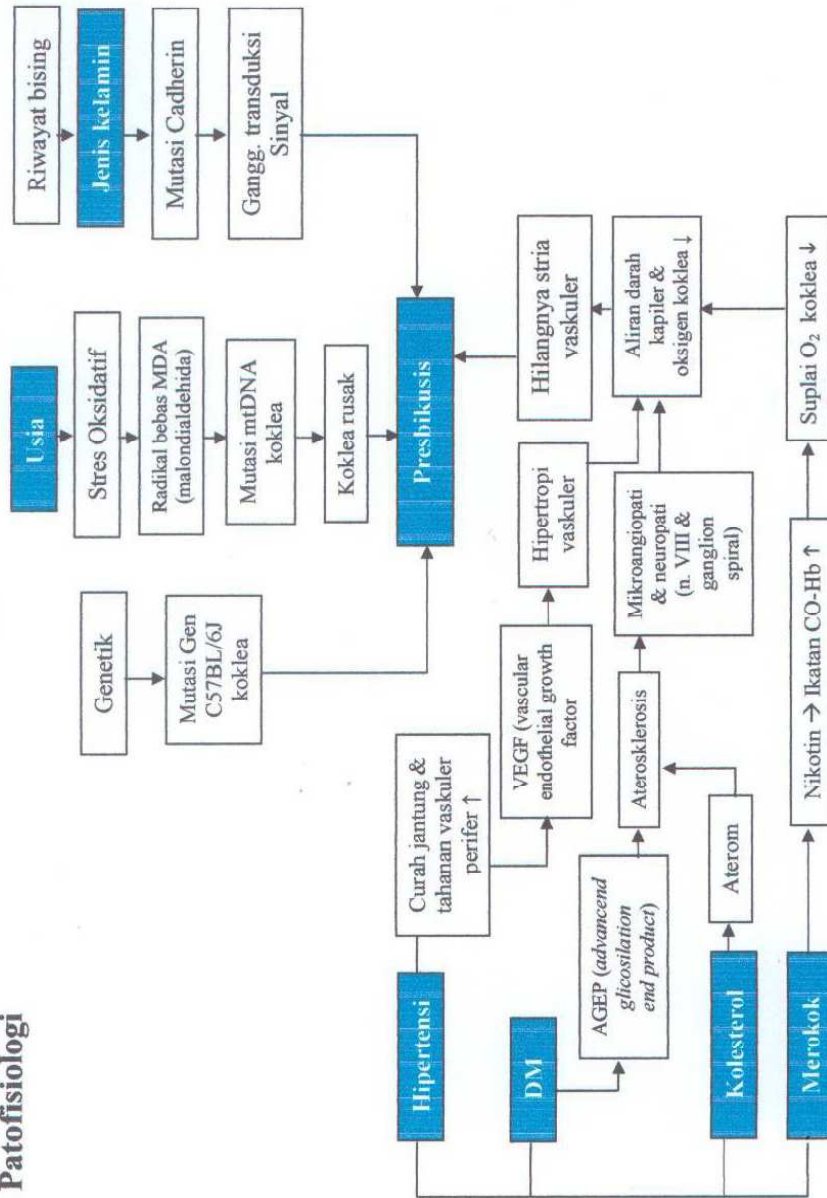 Patofisiologi
Genetik
Mutasi Gen
C57BL/6J
koklea
Usia
Stres Oksidatif
Radikal bebas MDA
(malondialdehida)
Mutasi mtDNA
koklea
Koklea rusak
Riwayat bising
Jenis kelamin
Mutasi Cadherin
Gangg. transduksi
Sinyal
Presbikusis
Hipertensi
Curah jantung &
tahanan vaskuler
perifer ↑
VEGF (vascular
endothelial growth
factor
Hipertropi
vaskuler
Hilangnya stria
vaskuler
DM
AGEP (advancend
glicosilation
end product)
Aterosklerosis
Mikroangiopati
& neuropati
(n. VIII &
ganglion
spiral)
Aliran darah
kapiler &
oksigen koklea ↓
Kolesterol
Aterom
Merokok
Nikotin → Ikatan CO-Hb ↑
Suplai O₂ koklea ↓